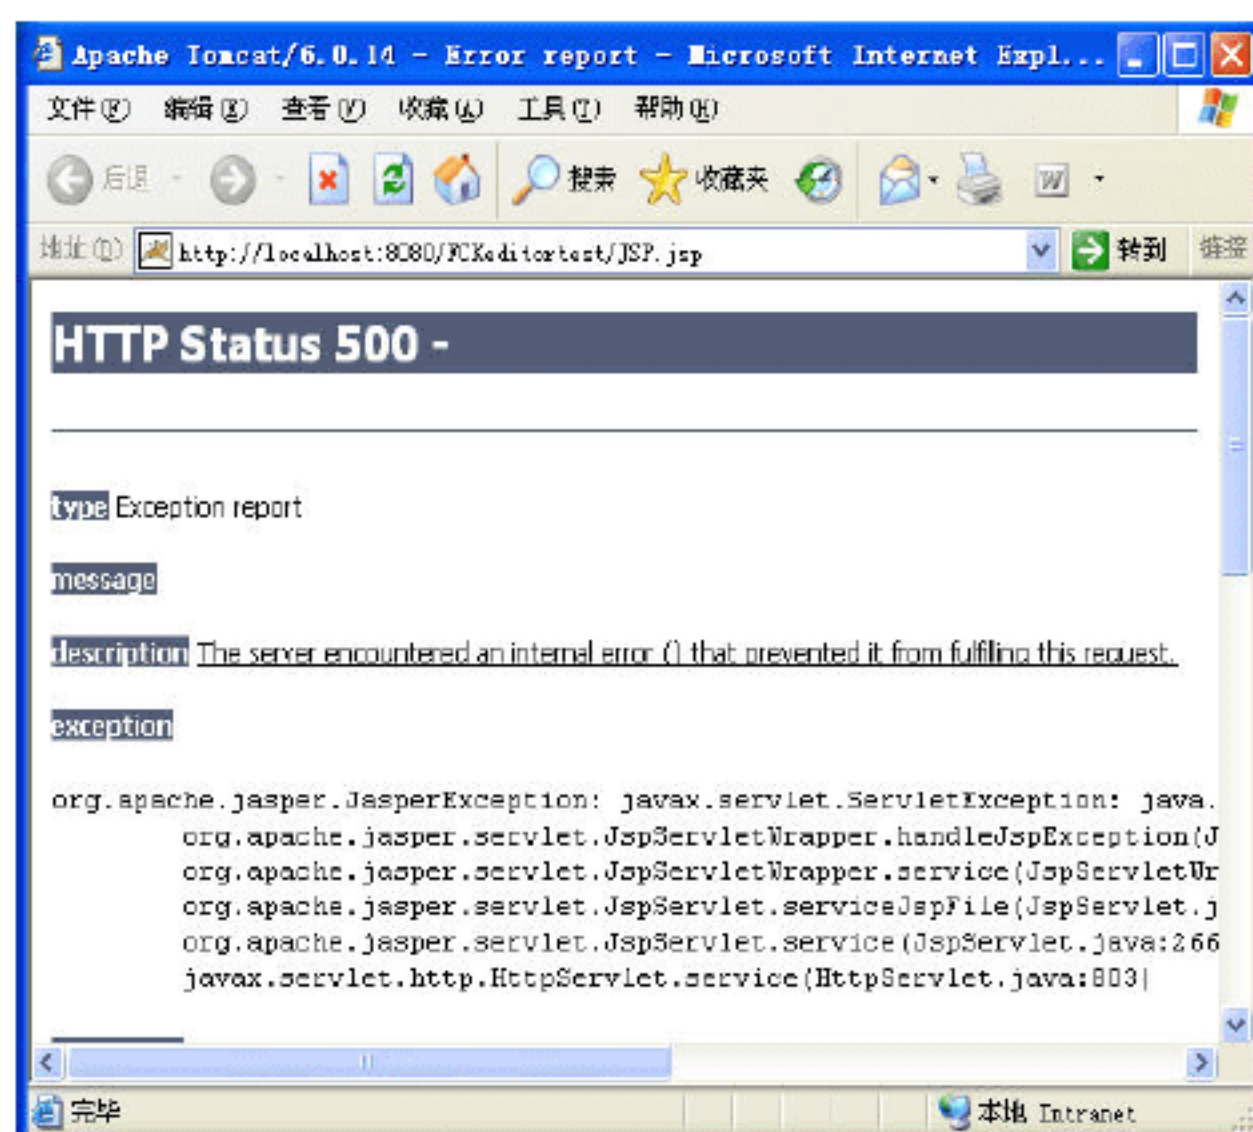 Apache Tomcat/6.0.14 - Error report - Microsoft Internet Expl...
文件(F) 编辑(E) 查看(V) 收藏(A) 工具(T) 帮助(H)
后退 搜索 收藏夹
地址(D) http://localhost:8080/FCKeditortest/JSP.jsp 转到 链接
HTTP Status 500 -
type Exception report
message
description The server encountered an internal error () that prevented it from fulfilling this request.
exception
org.apache.jasper.JasperException: javax.servlet.ServletException: java.
org.apache.jasper.servlet.JspServletWrapper.handleJspException(J
org.apache.jasper.servlet.JspServletWrapper.service(JspServletWr
org.apache.jasper.servlet.JspServlet.serviceJspFile(JspServlet.j
org.apache.jasper.servlet.JspServlet.service(JspServlet.java:266
javax.servlet.http.HttpServlet.service(HttpServlet.java:803)
完毕 本地 Intranet